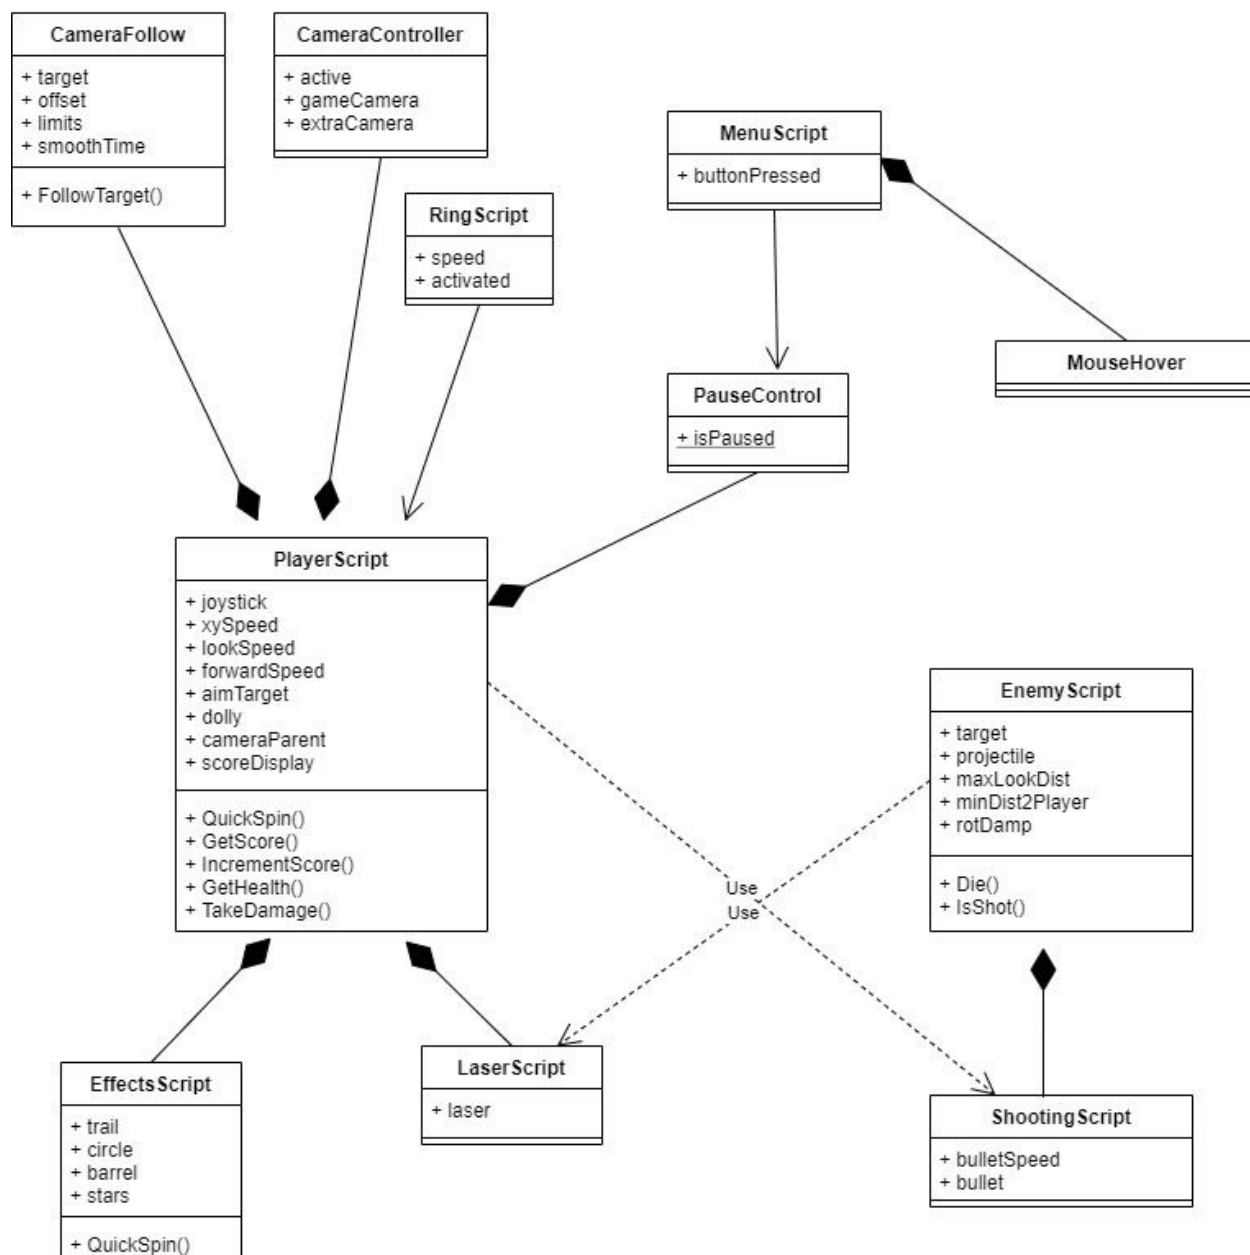 CameraFollow
+ target
+ offset
+ limits
+ smoothTime
+ FollowTarget()
CameraController
+ active
+ gameCamera
+ extraCamera
RingScript
+ speed
+ activated
MenuScript
+ buttonPressed
MouseHover
PauseControl
+ isPaused
PlayerScript
+ joystick
+ xySpeed
+ lookSpeed
+ forwardSpeed
+ aimTarget
+ dolly
+ cameraParent
+ scoreDisplay
+ QuickSpin()
+ GetScore()
+ IncrementScore()
+ GetHealth()
+ TakeDamage()
EnemyScript
+ target
+ projectile
+ maxLookDist
+ minDist2Player
+ rotDamp
+ Die()
+ IsShot()
Use
Use
EffectsScript
+ trail
+ circle
+ barrel
+ stars
+ QuickSpin()
LaserScript
+ laser
ShootingScript
+ bulletSpeed
+ bullet